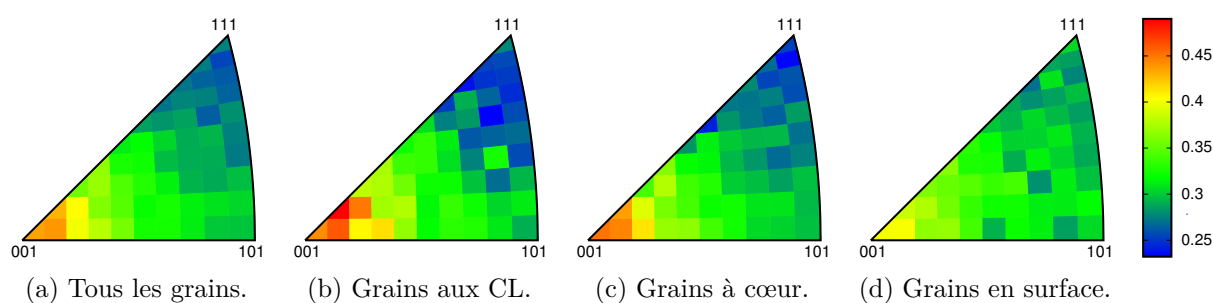 111 111 111 111
0.45
0.4
0.35
0.3
0.25
001 101 001 101 001 101 001 101
(a) Tous les grains. (b) Grains aux CL. (c) Grains à cœur. (d) Grains en surface.